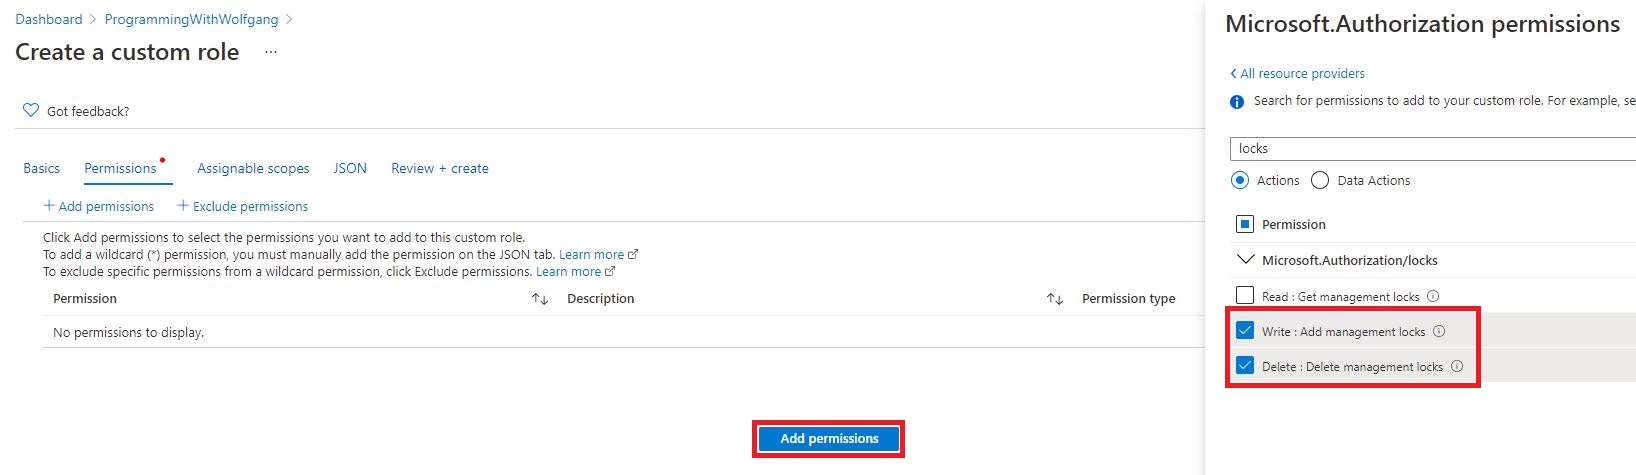 Dashboard > ProgrammingWithWolfgang >
Create a custom role ...
Got feedback?
Basics Permissions Assignable scopes JSON Review + create
+ Add permissions + Exclude permissions
Click Add permissions to select the permissions you want to add to this custom role.
To add a wildcard (*) permission, you must manually add the permission on the JSON tab. Learn more
To exclude specific permissions from a wildcard permission, click Exclude permissions. Learn more
Permission ↑↓ Description ↑↓ Permission type
No permissions to display.
Add permissions
Microsoft.Authorization permissions
< All resource providers
Search for permissions to add to your custom role. For example, se
locks
Actions Data Actions
Permission
Microsoft.Authorization/locks
Read : Get management locks
Write : Add management locks
Delete : Delete management locks